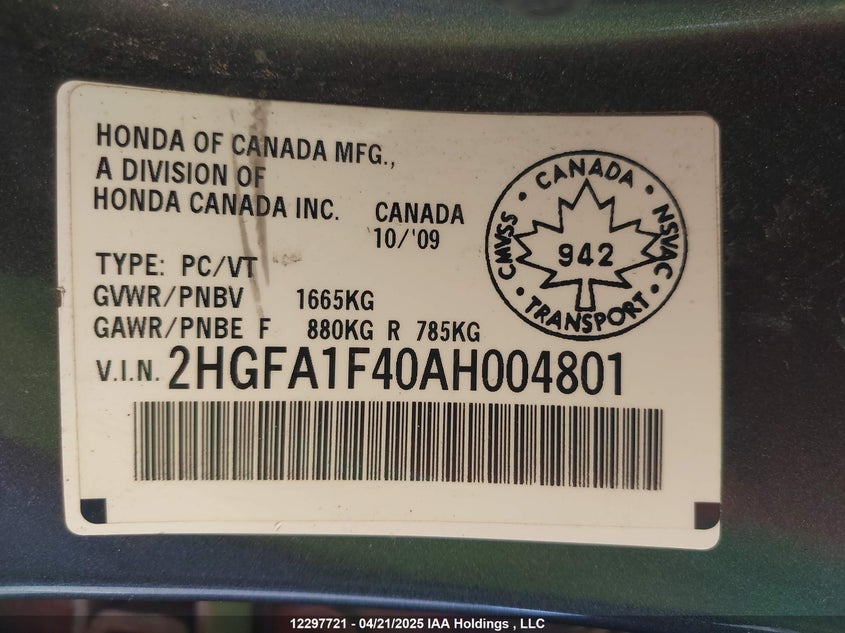 HONDA OF CANADA MFG.,
A DIVISION OF
HONDA CANADA INC. CANADA
10/'09
TYPE: PC/VT
GVWR/PNBV 1665KG
GAWR/PNBE F 880KG R 785KG
V.I.N. 2HGFA1F40AH004801
· CANADA ·
CMVSS
NSVAC
942
· TRANSPORT ·
12297721 - 04/21/2025 IAA Holdings , LLC